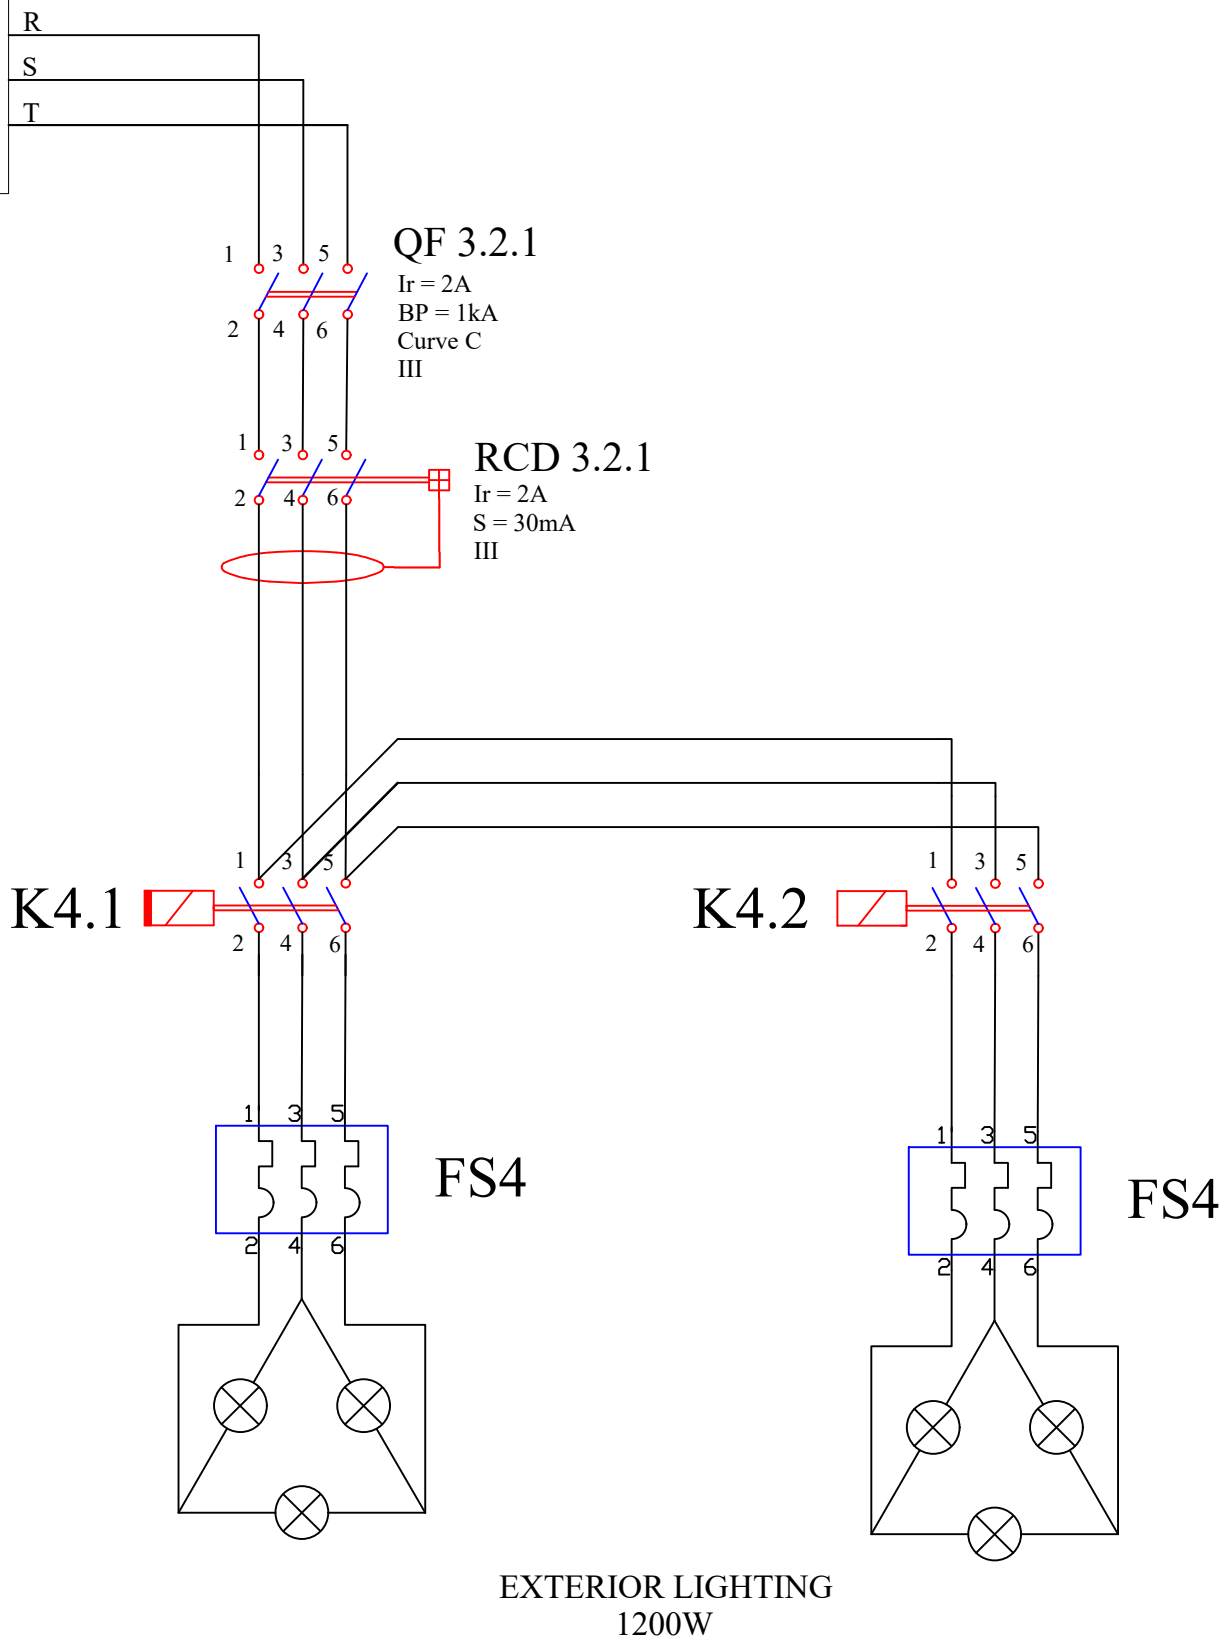 R
S
T
1 3 5
QF 3.2.1
Ir = 2A
BP = 1kA
Curve C
III
2 4 6
1 3 5
RCD 3.2.1
Ir = 2A
S = 30mA
III
2 4 6
1 3 5
K4.1
2 4 6
1 3 5
K4.2
2 4 6
1 3 5
FS4
2 4 6
1 3 5
FS4
2 4 6
EXTERIOR LIGHTING
1200W